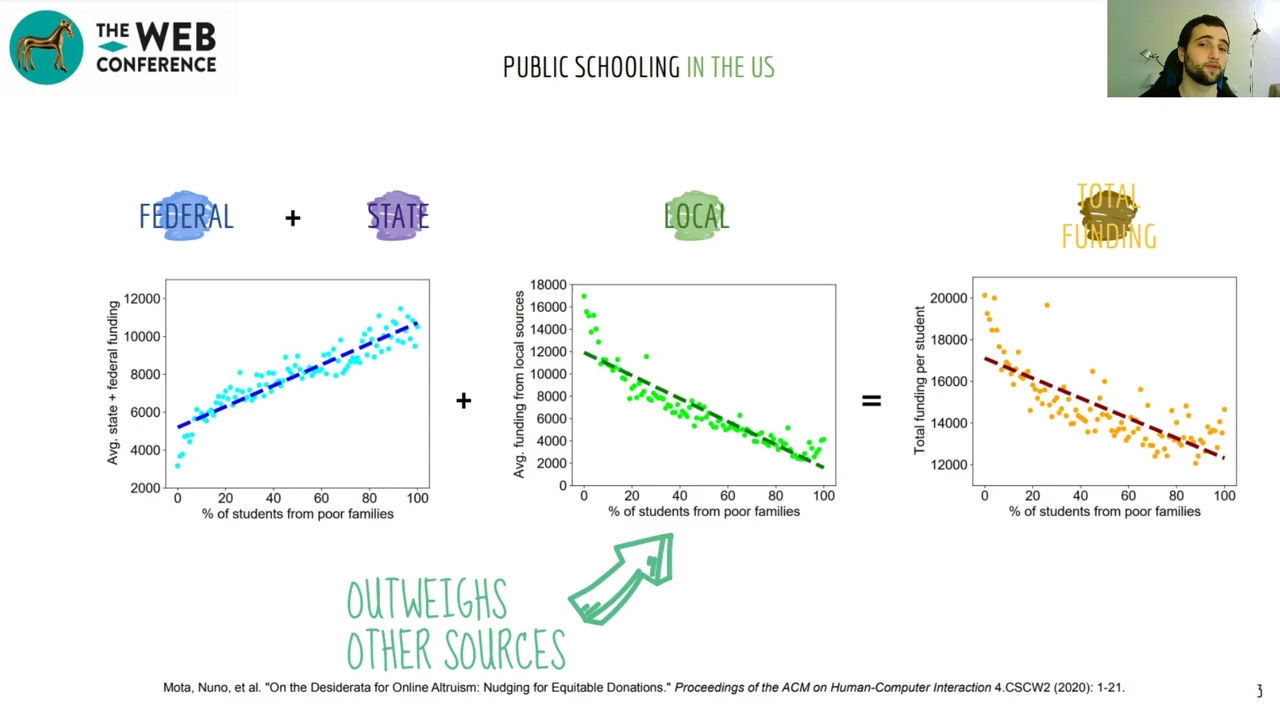 THE WEB
CONFERENCE
PUBLIC SCHOOLING IN THE US
FEDERAL + STATE
LOCAL
TOTAL
FUNDING
Avg. state + federal funding
12000
10000
8000
6000
4000
2000
0 20 40 60 80 100
% of students from poor families
+
Avg. funding from local sources
18000
16000
14000
12000
10000
8000
6000
4000
2000
0
0 20 40 60 80 100
% of students from poor families
=
Total funding per student
20000
18000
16000
14000
12000
0 20 40 60 80 100
% of students from poor families
OUTWEIGHS
OTHER SOURCES
Mota, Nuno, et al. "On the Desiderata for Online Altruism: Nudging for Equitable Donations." Proceedings of the ACM on Human-Computer Interaction 4.CSCW2 (2020): 1-21.
3